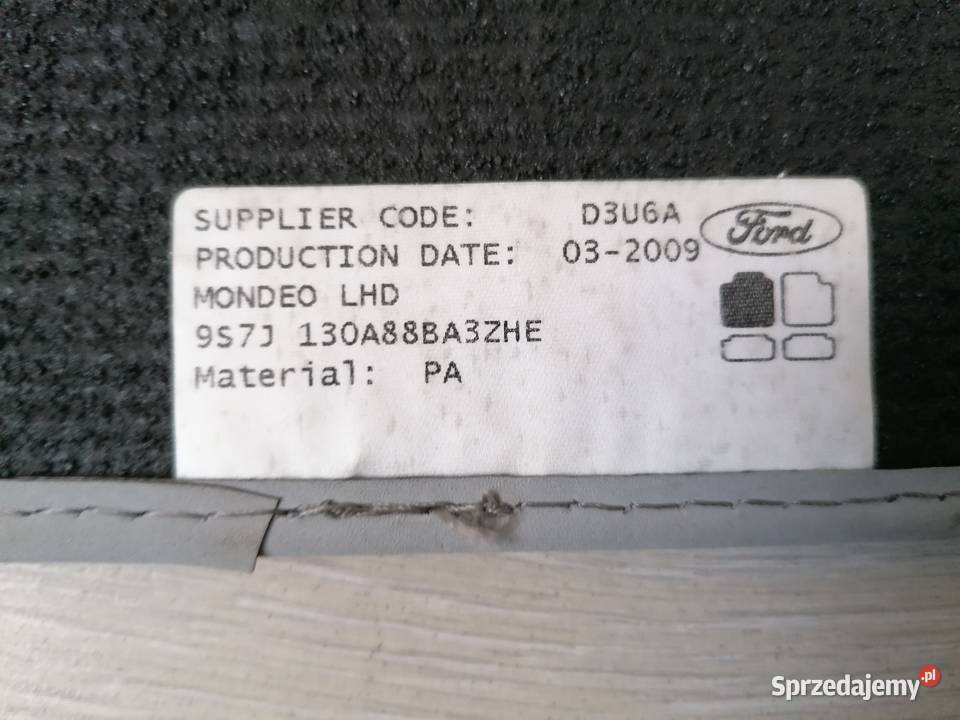 SUPPLIER CODE: D3U6A
Ford
PRODUCTION DATE: 03-2009
MONDEO LHD
9S7J 130A88BA3ZHE
Material: PA
Sprzedajemy.pl